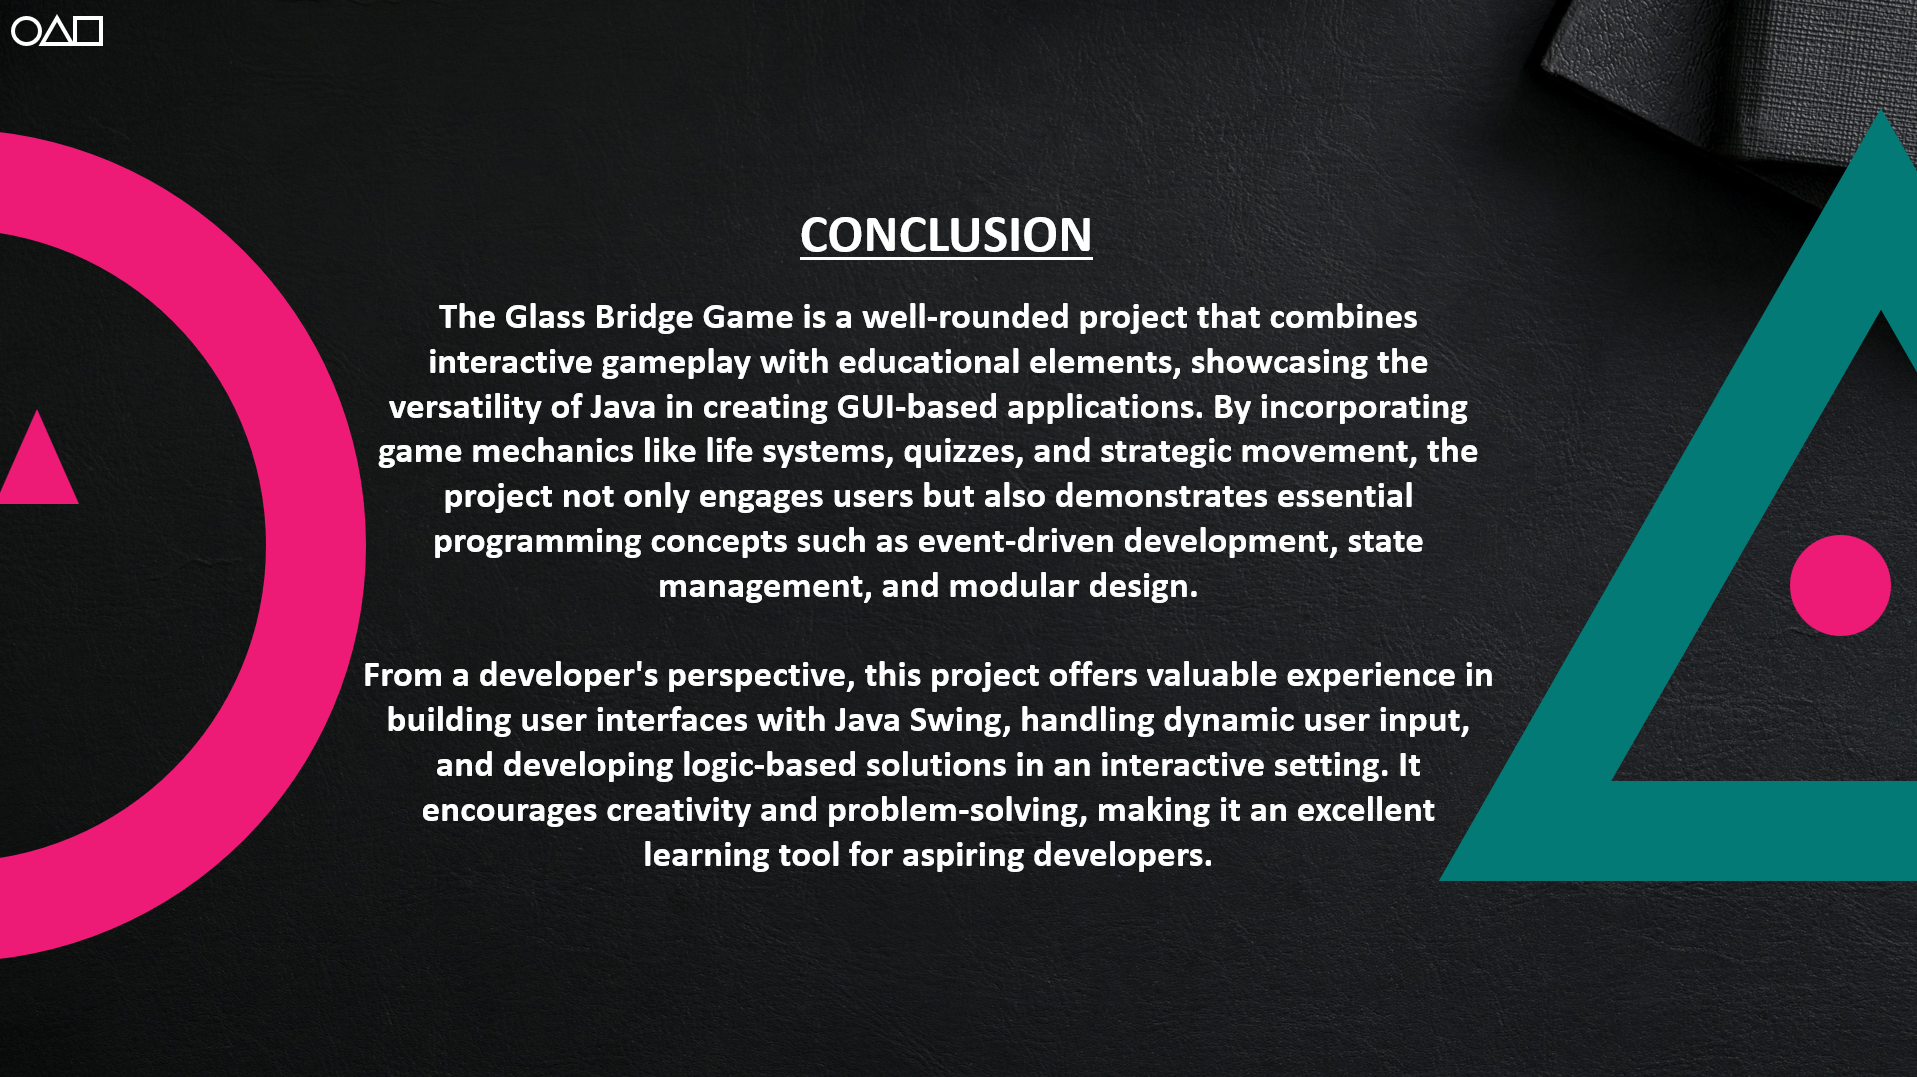 CONCLUSION
The Glass Bridge Game is a well-rounded project that combines
interactive gameplay with educational elements, showcasing the
versatility of Java in creating GUI-based applications. By incorporating
game mechanics like life systems, quizzes, and strategic movement, the
project not only engages users but also demonstrates essential
programming concepts such as event-driven development, state
management, and modular design.
From a developer's perspective, this project offers valuable experience in
building user interfaces with Java Swing, handling dynamic user input,
and developing logic-based solutions in an interactive setting. It
encourages creativity and problem-solving, making it an excellent
learning tool for aspiring developers.